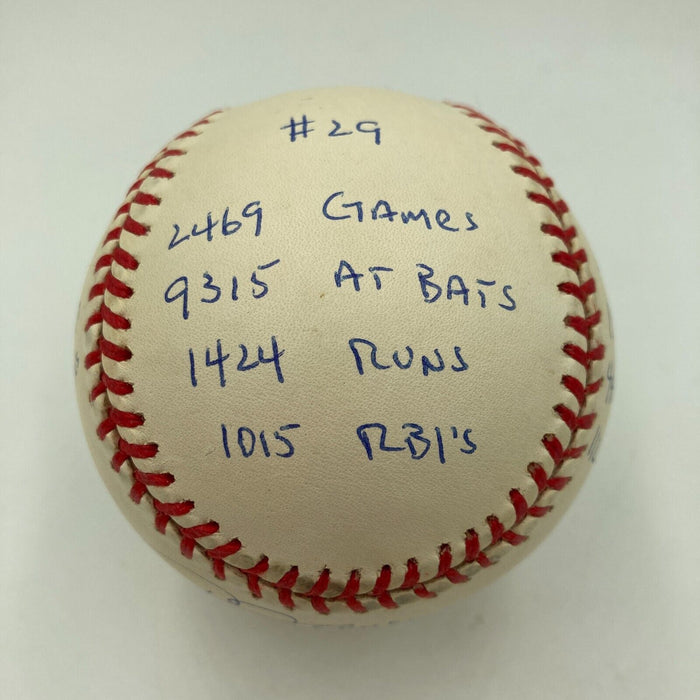 #29
2469 GAMES
9315 AT BATS
1424 RUNS
1015 RBI'S